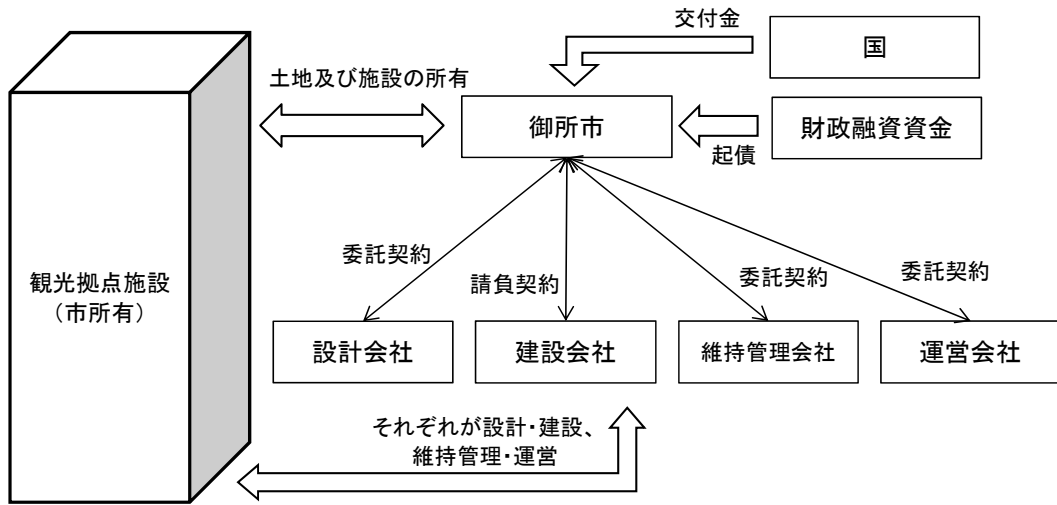 交付金
国
土地及び施設の所有
御所市
財政融資資金
起債
委託契約
請負契約
委託契約
委託契約
観光拠点施設
(市所有)
設計会社
建設会社
維持管理会社
運営会社
それぞれが設計・建設、
維持管理・運営